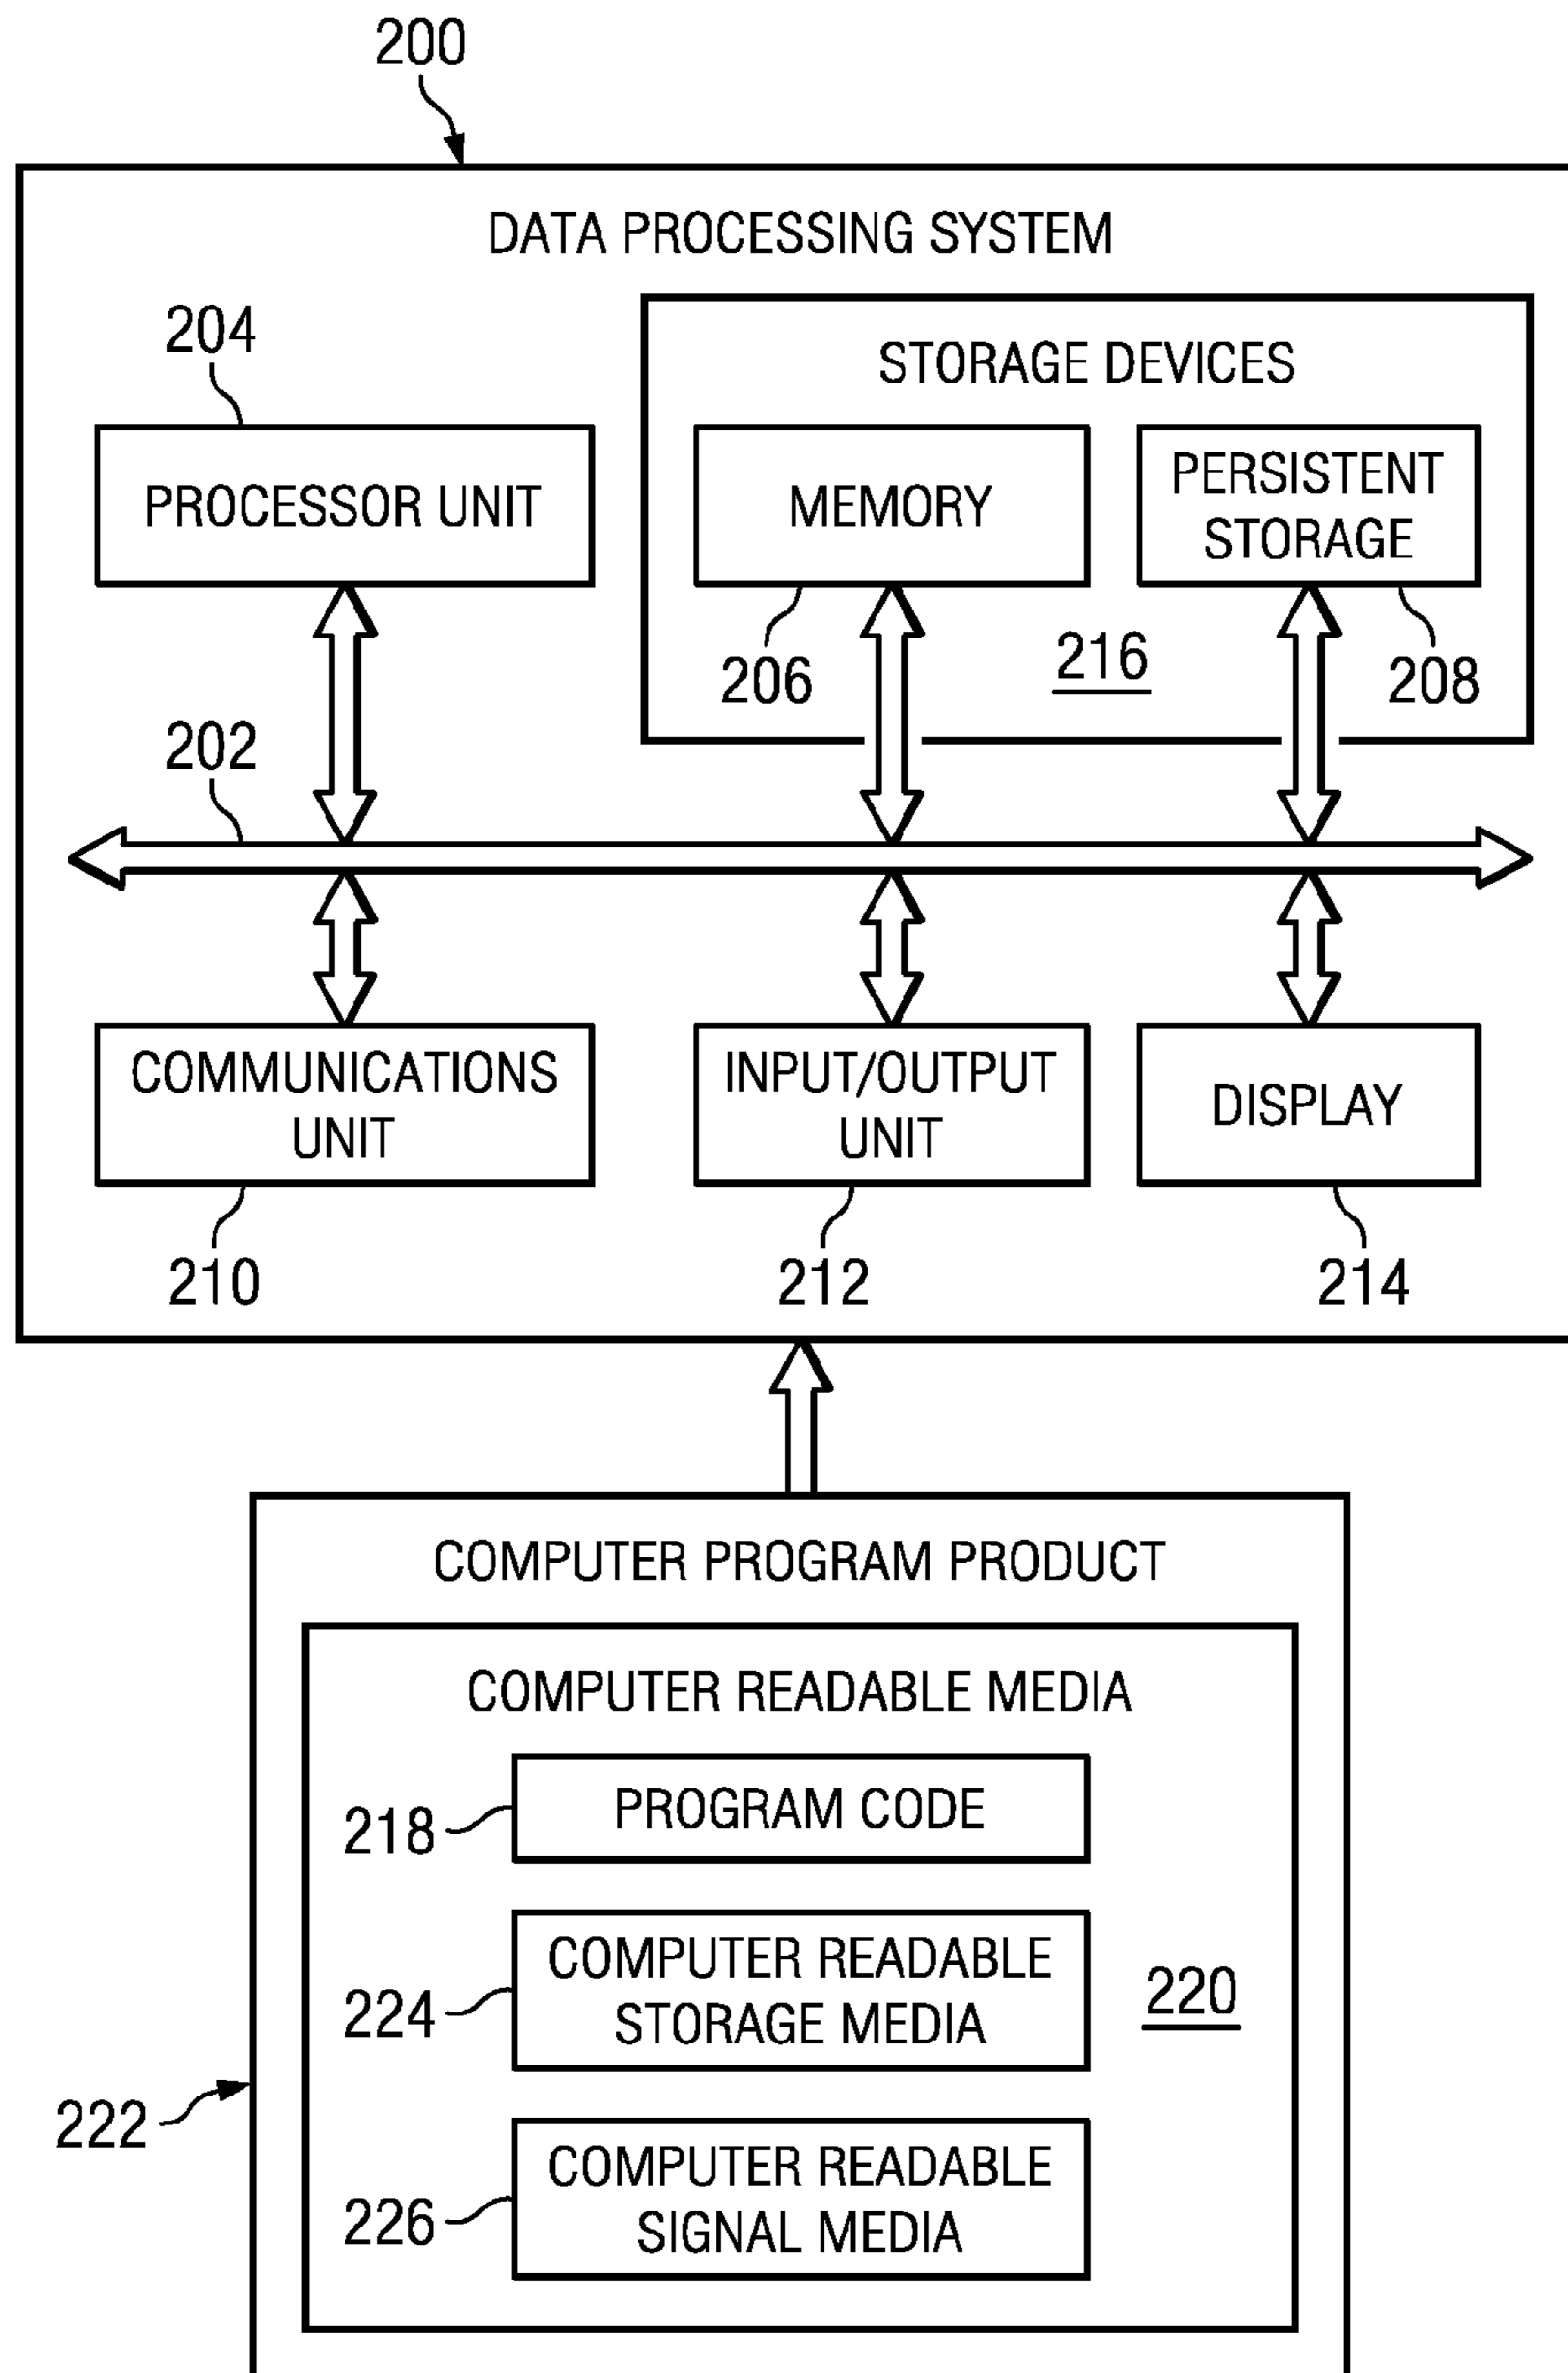 200
DATA PROCESSING SYSTEM
204
STORAGE DEVICES
PROCESSOR UNIT
MEMORY
PERSISTENT
STORAGE
206
216
208
202
COMMUNICATIONS
UNIT
INPUT/OUTPUT
UNIT
DISPLAY
210
212
214
COMPUTER PROGRAM PRODUCT
COMPUTER READABLE MEDIA
218
PROGRAM CODE
224
COMPUTER READABLE
STORAGE MEDIA
220
222
226
COMPUTER READABLE
SIGNAL MEDIA